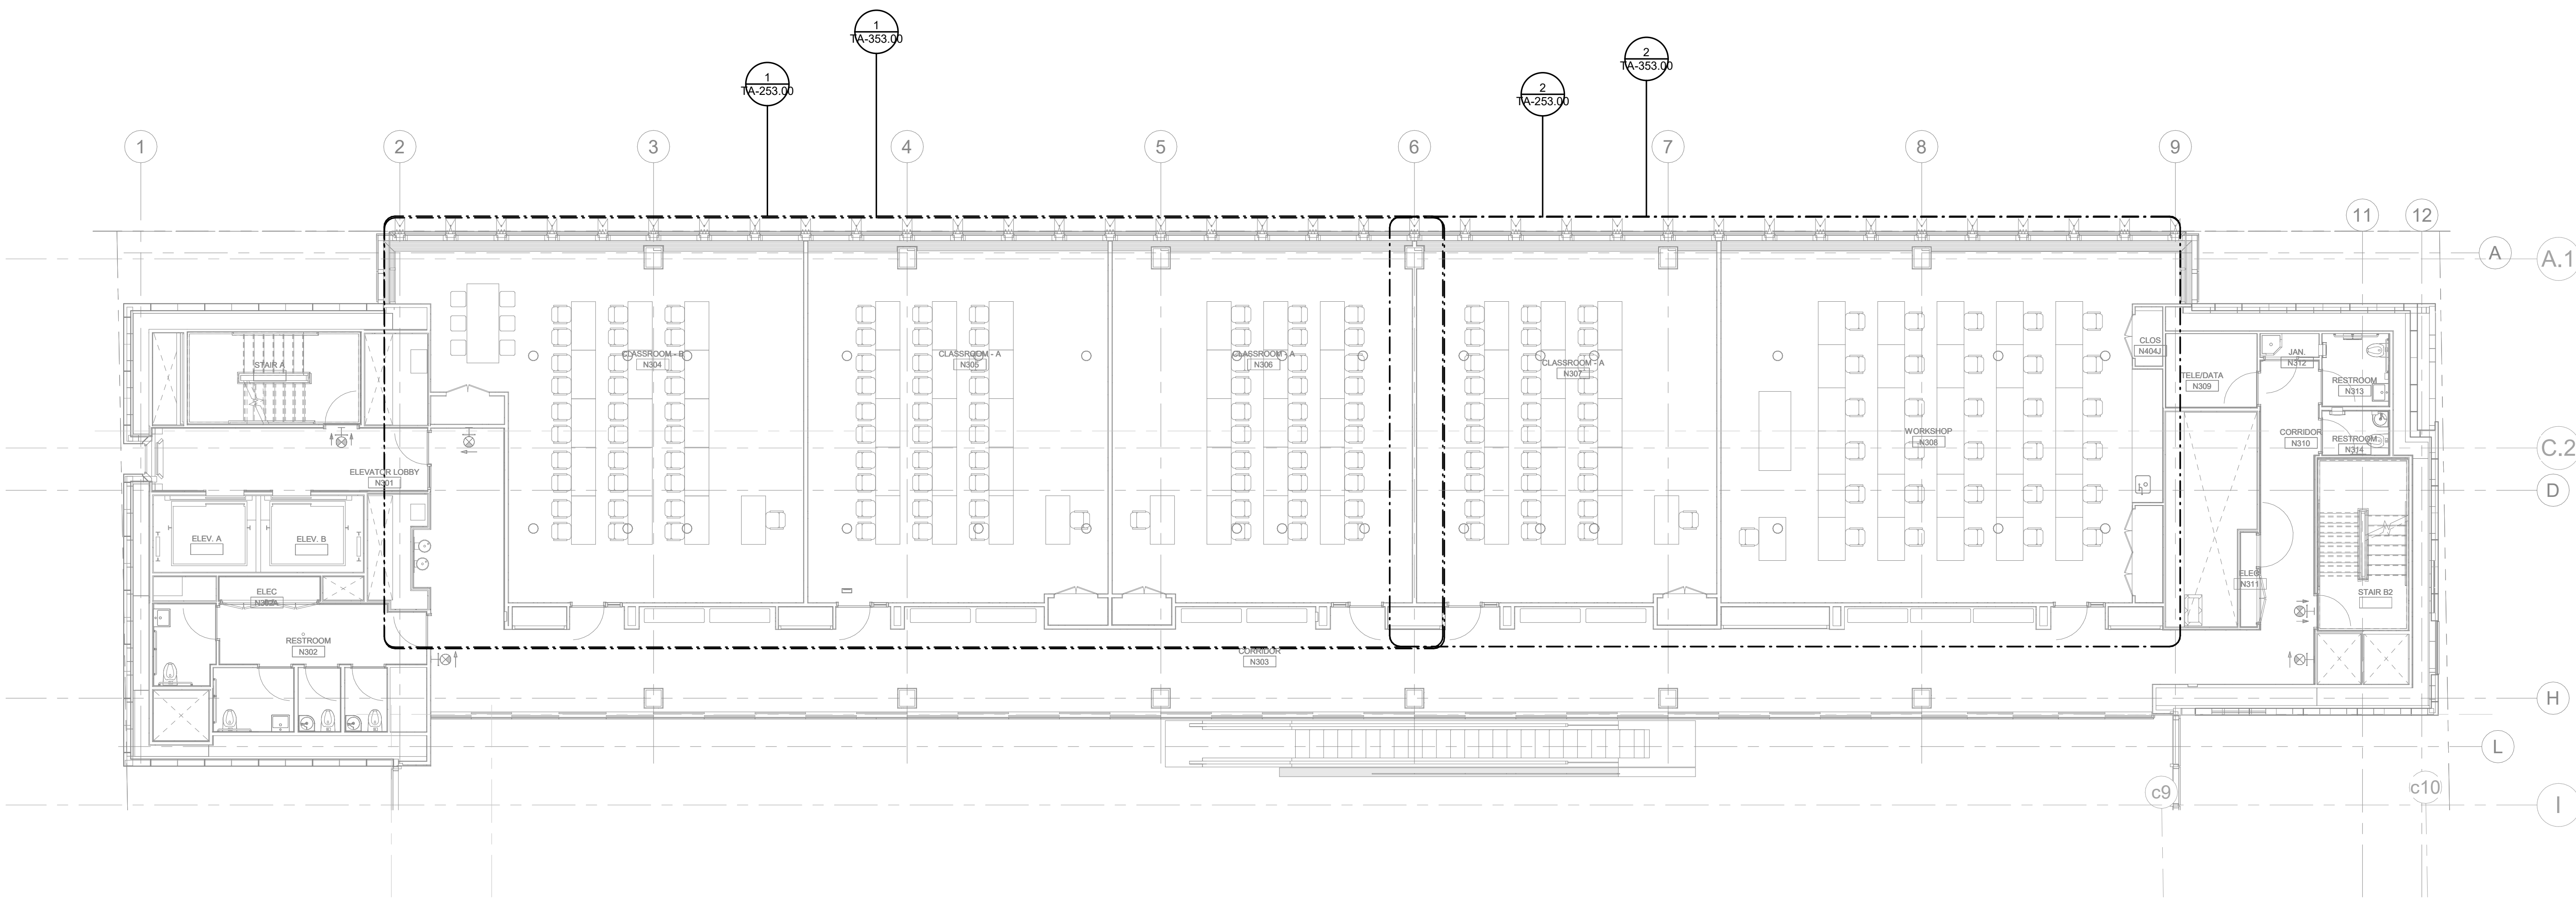 1
TA-353.00
1
TA-253.00
2
TA-353.00
2
TA-253.00
1
2
3
4
5
6
7
8
9
11
12
A
A.1
C.2
D
H
L
I
c9
c10
STAIR A
ELEVATOR LOBBY
N301
ELEV. A
ELEV. B
ELEC
RESTROOM
N302
CLASSROOM - B
N304
CLASSROOM - A
N305
CLASSROOM - A
N306
CLASSROOM - A
N307
WORKSHOP
N308
CORRIDOR
N303
CLOS
N404J
TELE/DATA
N309
JAN.
N312
RESTROOM
N313
CORRIDOR
N310
RESTROOM
N314
ELEC
N311
STAIR B2